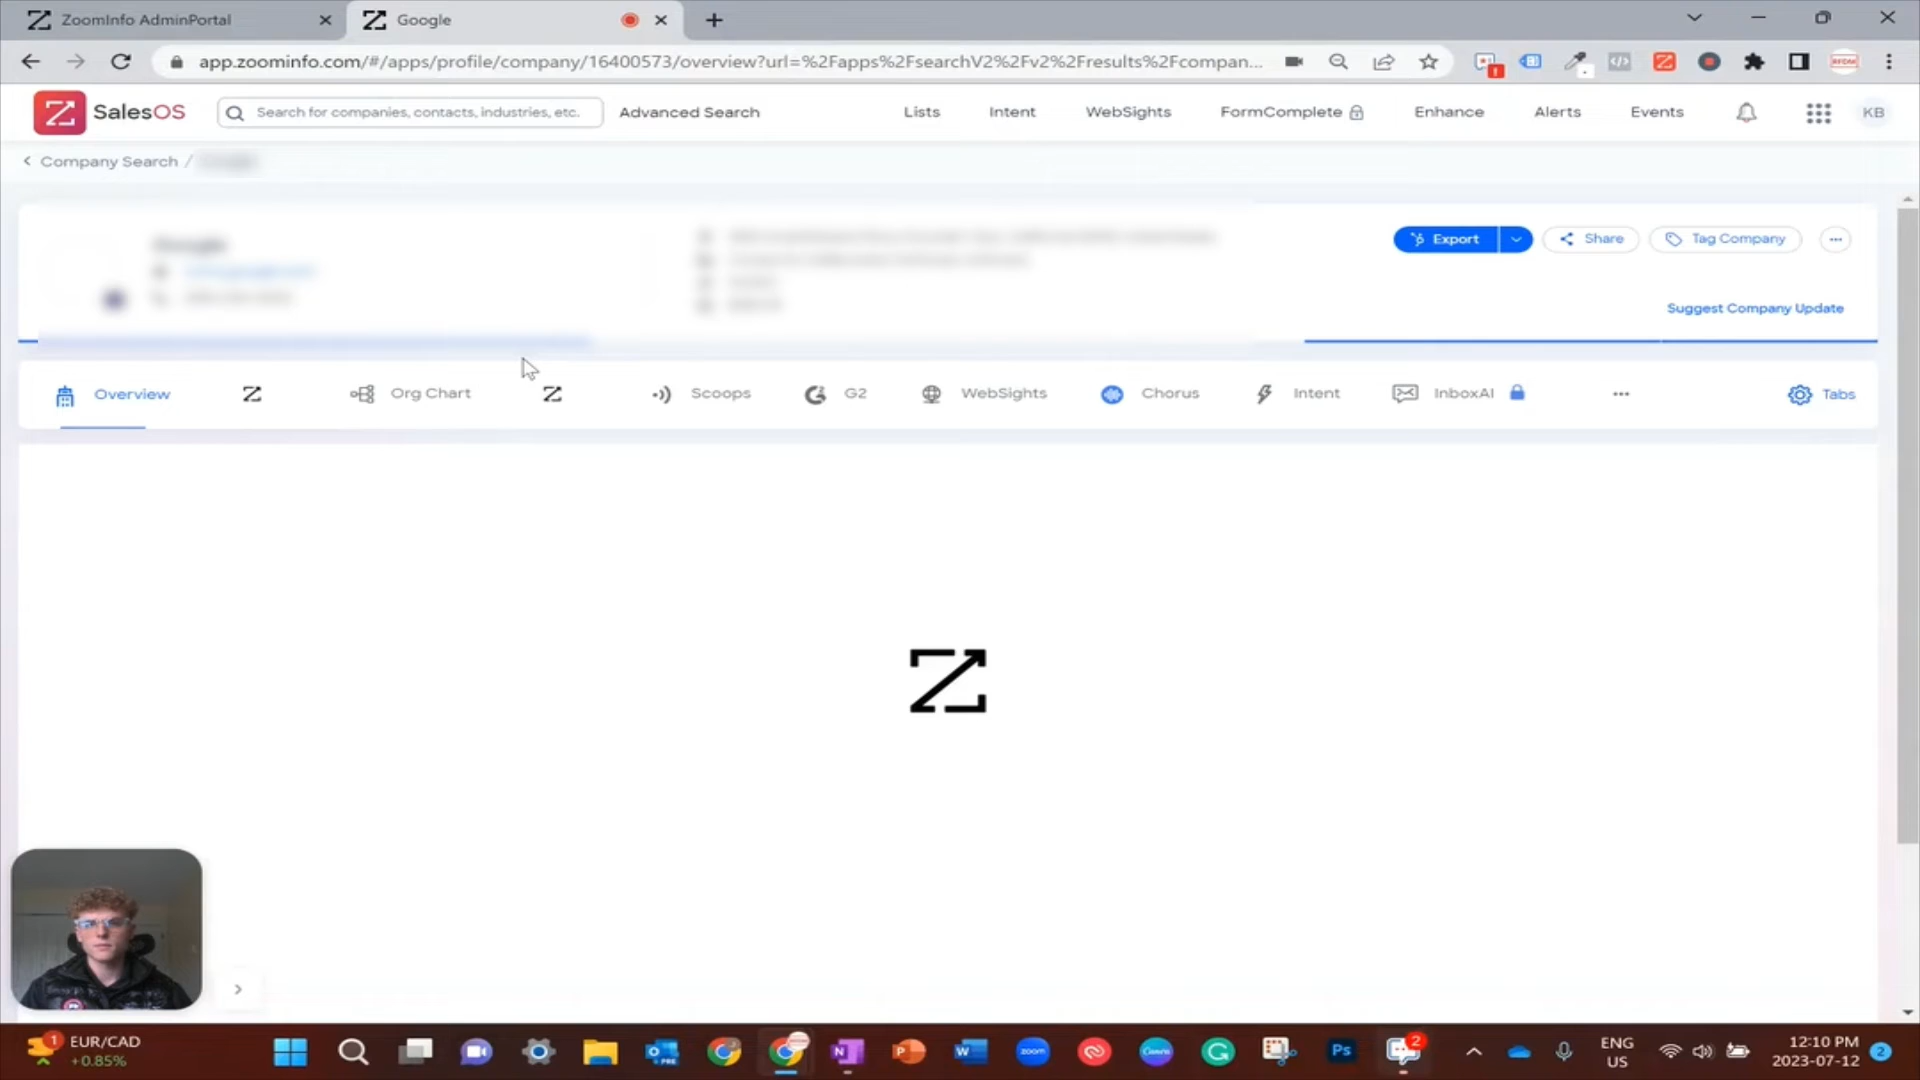 ZoomInfo AdminPortal
Google
app.zoominfo.com/#/apps/profile/company/16400573/overview?url=%2Fapps%2FsearchV2%2Fv2%2Fresults%2Fcompan...
SalesOS
Search for companies, contacts, industries, etc.
Advanced Search
Lists
Intent
WebSights
FormComplete
Enhance
Alerts
Events
KB
Company Search /
Export
Share
Tag Company
Suggest Company Update
Overview
Org Chart
Scoops
G2
WebSights
Chorus
Intent
InboxAI
Tabs
EUR/CAD
+0.85%
ENG
US
12:10 PM
2023-07-12
2